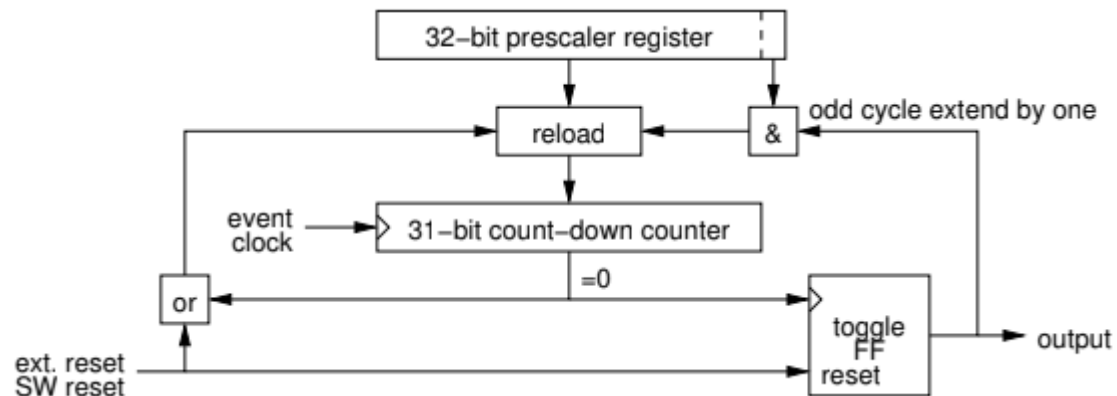 32−bit prescaler register
odd cycle extend by one
reload
&
event
clock
31−bit count−down counter
=0
or
toggle
FF
reset
output
ext. reset
SW reset